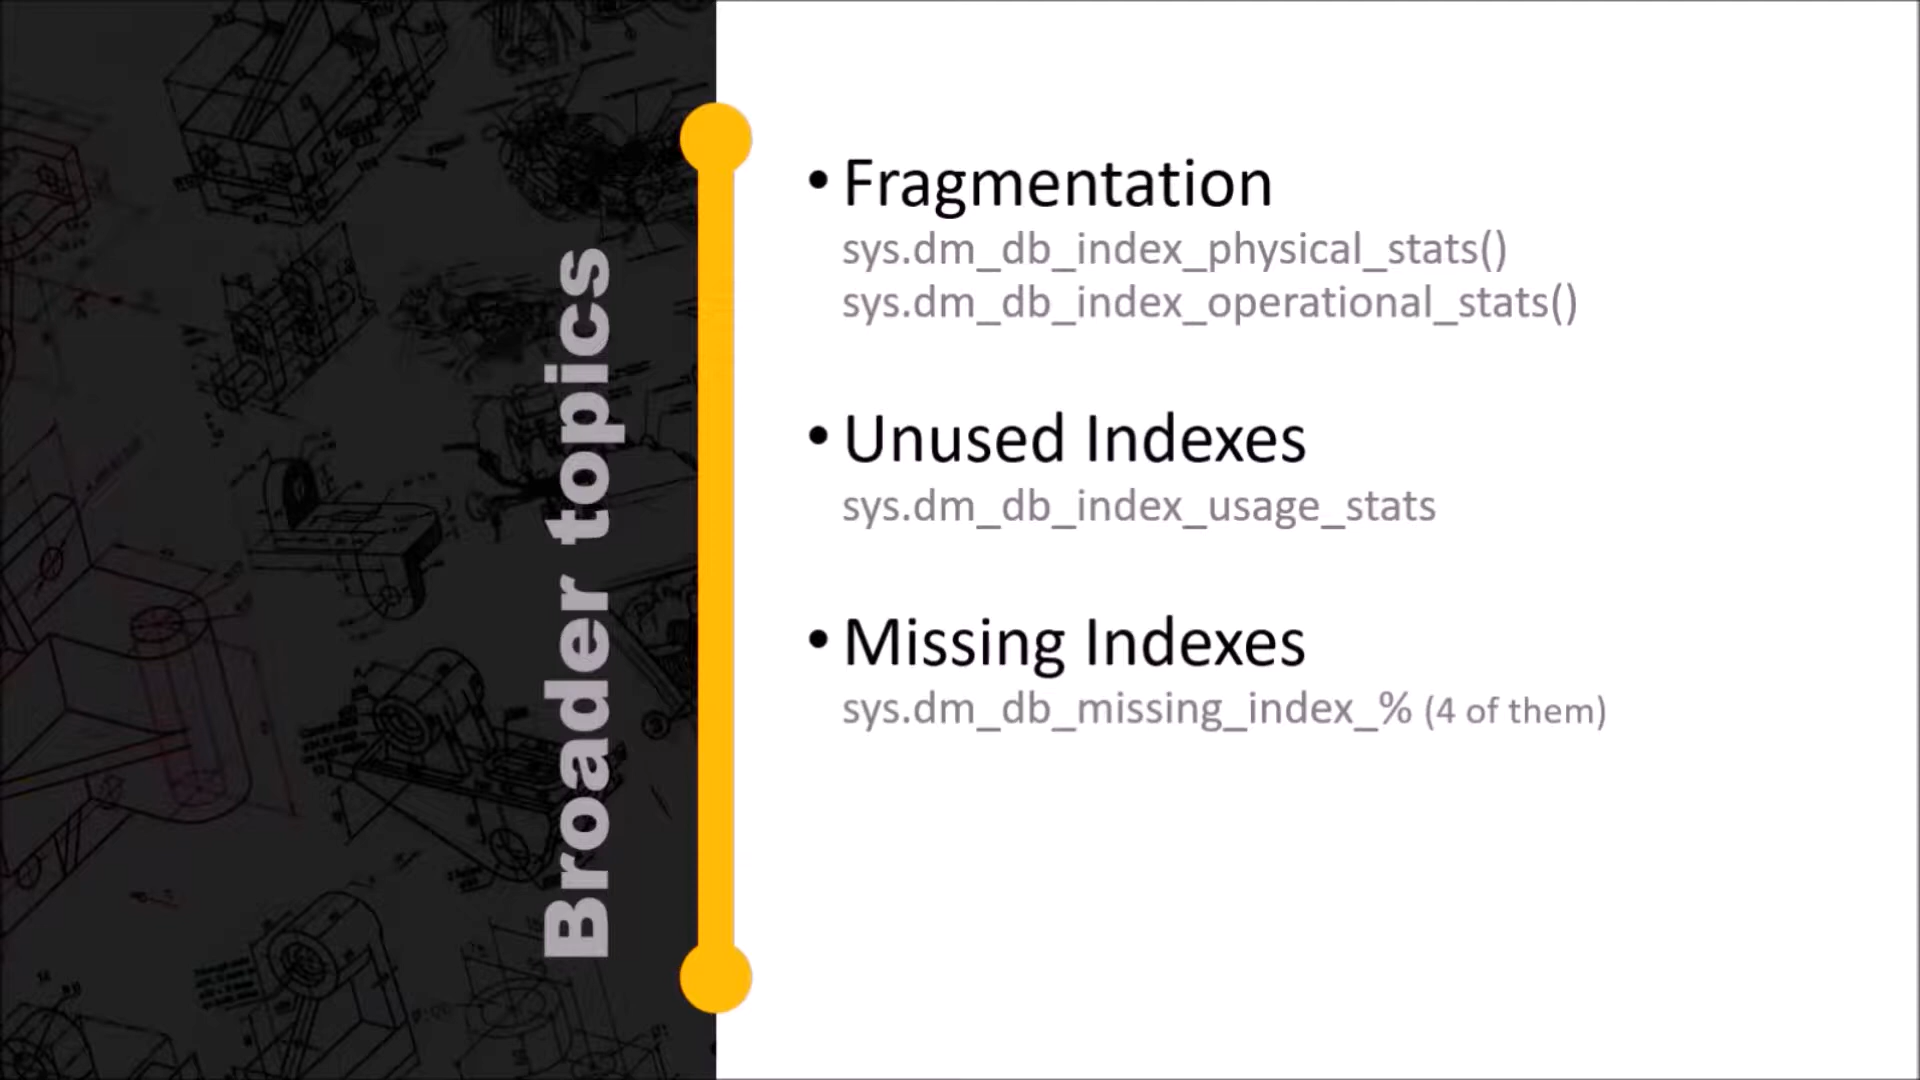 Broader topics
• Fragmentation
sys.dm_db_index_physical_stats()
sys.dm_db_index_operational_stats()
• Unused Indexes
sys.dm_db_index_usage_stats
• Missing Indexes
sys.dm_db_missing_index_% (4 of them)